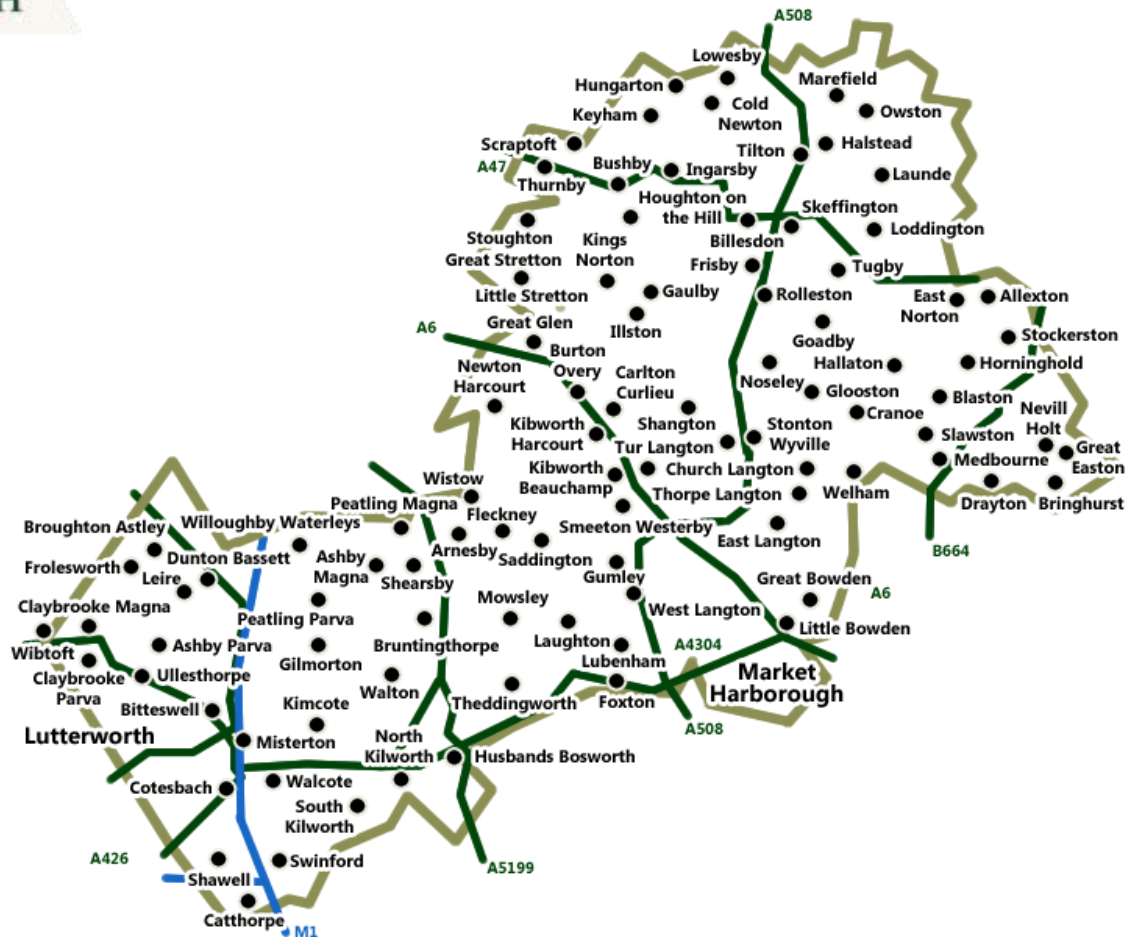 H
A508
Lowesby
Marefield
Hungarton
Cold
Newton
Owston
Keyham
Scraptoft
Tilton
Halstead
A47
Bushby
Ingarsby
Launde
Thurnby
Houghton on
the Hill
Skeffington
Stoughton
Kings
Norton
Billesdon
Loddington
Great Stretton
Frisby
Tugby
Little Stretton
Gaulby
Rolleston
East
Norton
Allexton
Great Glen
Illston
A6
Goadby
Stockerston
Burton
Overy
Newton
Harcourt
Carlton
Curlieu
Hallaton
Horninghold
Noseley
Glooston
Blaston
Nevill
Holt
Kibworth
Harcourt
Shangton
Stonton
Wyville
Cranoe
Tur Langton
Slawston
Great
Easton
Kibworth
Beauchamp
Church Langton
Medbourne
Wistow
Thorpe Langton
Welham
Drayton
Bringhurst
Peatling Magna
Fleckney
Broughton Astley
Willoughby Waterleys
Smeeton Westerby
East Langton
Arnesby
Saddington
B664
Dunton Bassett
Ashby
Magna
Shearsby
Frolesworth
Leire
Gumley
Great Bowden
A6
Claybrooke Magna
Peatling Parva
Mowsley
West Langton
Little Bowden
Wibtoft
Ashby Parva
Bruntingthorpe
Laughton
A4304
Gilmorton
Lubenham
Claybrooke
Parva
Ullesthorpe
Market
Harborough
Walton
Theddingworth
Foxton
Bitteswell
Kimcote
A508
Lutterworth
Misterton
North
Kilworth
Husbands Bosworth
Cotesbach
Walcote
South
Kilworth
A426
Swinford
A5199
Shawell
Catthorpe
M1